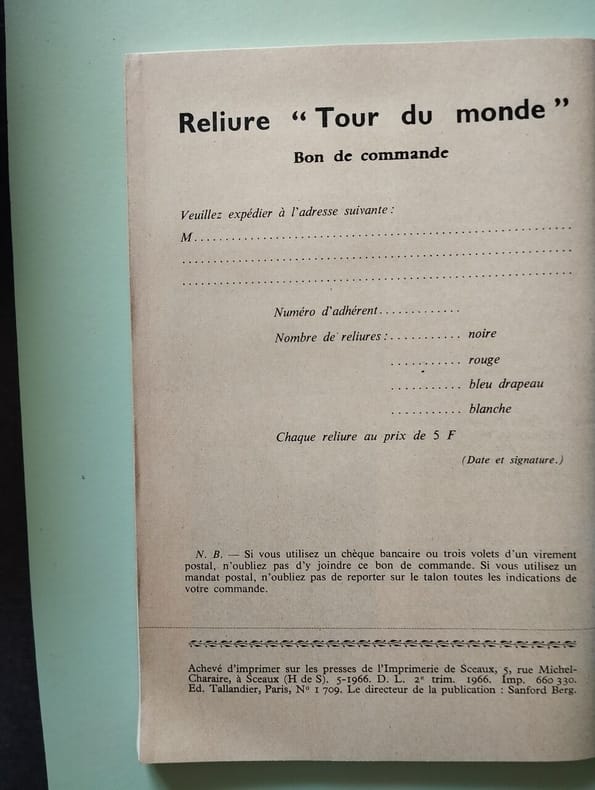 Reliure “ Tour du monde ”
Bon de commande
Veuillez expédier à l'adresse suivante :
M..............................................................
..............................................................
..............................................................
Numéro d'adhérent.............
Nombre de reliures :............ noire
............ rouge
............ bleu drapeau
............ blanche
Chaque reliure au prix de 5 F
(Date et signature.)
N. B. — Si vous utilisez un chèque bancaire ou trois volets d'un virement
postal, n'oubliez pas d'y joindre ce bon de commande. Si vous utilisez un
mandat postal, n'oubliez pas de reporter sur le talon toutes les indications de
votre commande.
Achevé d'imprimer sur les presses de l'Imprimerie de Sceaux, 5, rue Michel-
Charaire, à Sceaux (H de S). 5-1966. D. L. 2e trim. 1966. Imp. 660 330.
Ed. Tallandier, Paris, No 1 709. Le directeur de la publication : Sanford Berg.